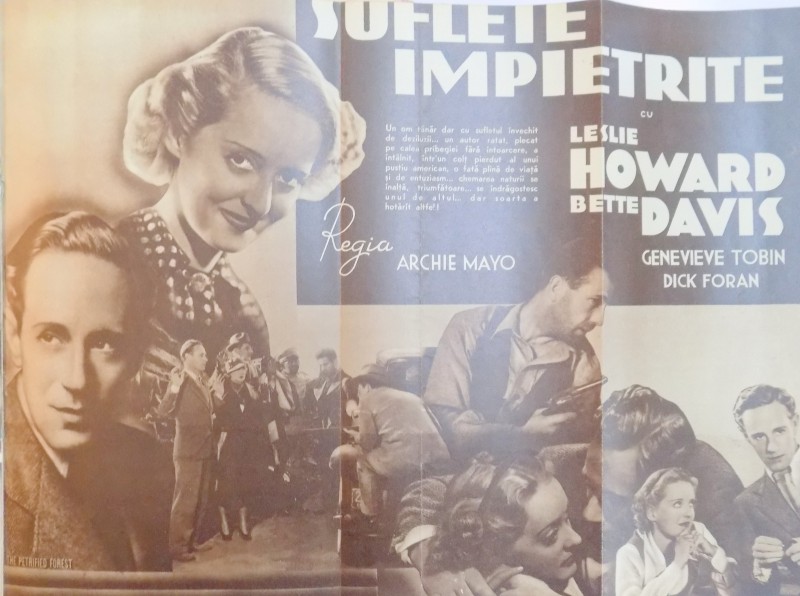 SUFLETE
IMPIETRITE
CU
LESLIE
HOWARD
BETTE
DAVIS
GENEVIEVE TOBIN
DICK FORAN
Un om tânăr dar cu sufletul învechit
de desiluzii... un autor ratat, plecat
pe calea pribegiei fără întoarcere, a
întâlnit, într'un colț pierdut al unui
pustiu american, o fată plină de viață
și de entuziasm... chemarea naturii se
înalță, triumfătoare... se îndrăgostesc
unul de altul... dar soarta a
hotărît altfel!
Regia
ARCHIE MAYO
THE PETRIFIED FOREST